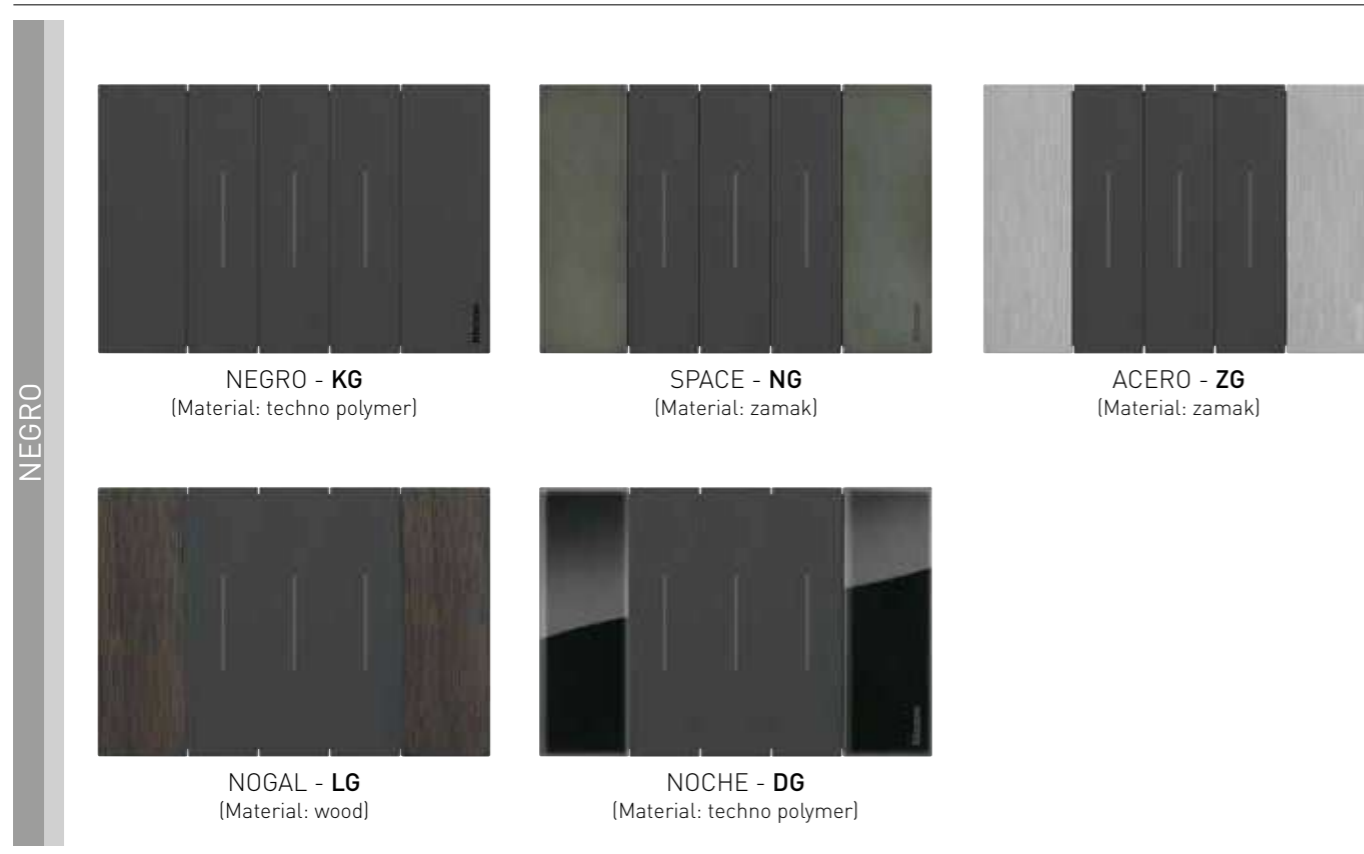 NEGRO
NEGRO - KG
(Material: techno polymer)
SPACE - NG
(Material: zamak)
ACERO - ZG
(Material: zamak)
NOGAL - LG
(Material: wood)
NOCHE - DG
(Material: techno polymer)